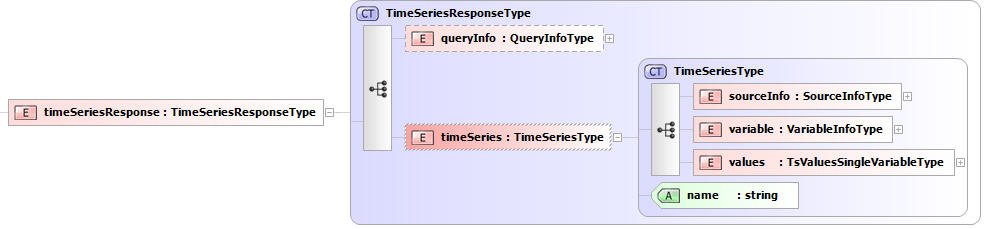 CT TimeSeriesResponseType
E queryInfo : QueryInfoType
CT TimeSeriesType
E sourceInfo : SourceInfoType
E timeSeriesResponse : TimeSeriesResponseType
E variable : VariableInfoType
E timeSeries : TimeSeriesType
E values : TsValuesSingleVariableType
A name : string